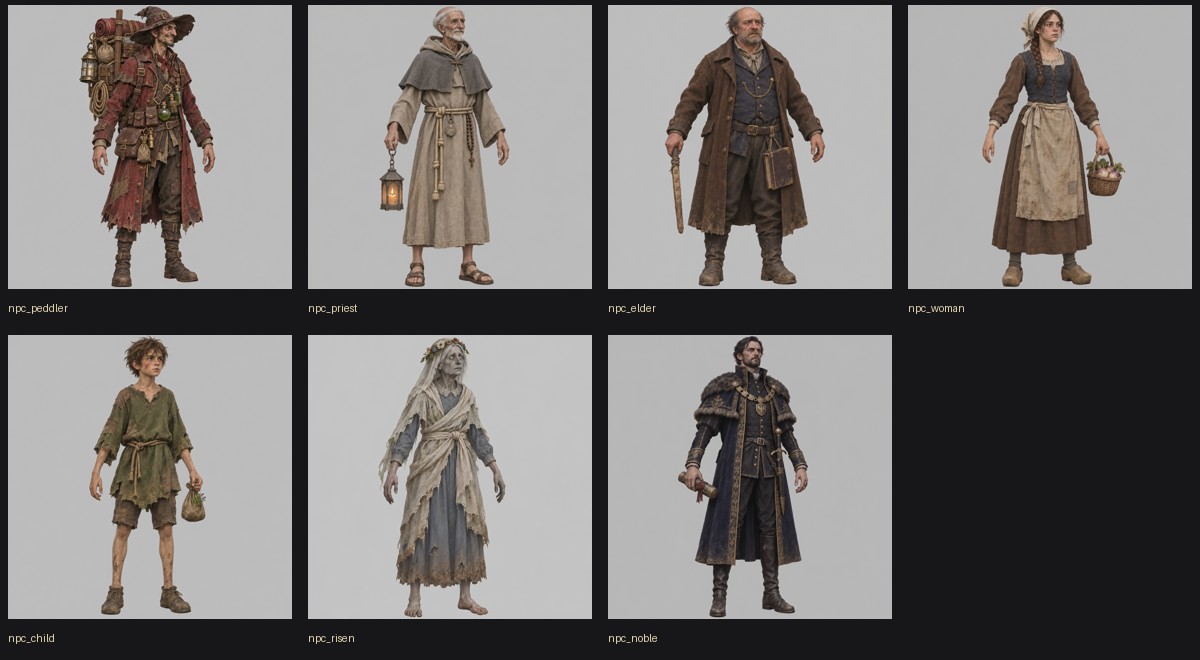 npc_peddler
npc_priest
npc_elder
npc_woman
npc_child
npc_risen
npc_noble